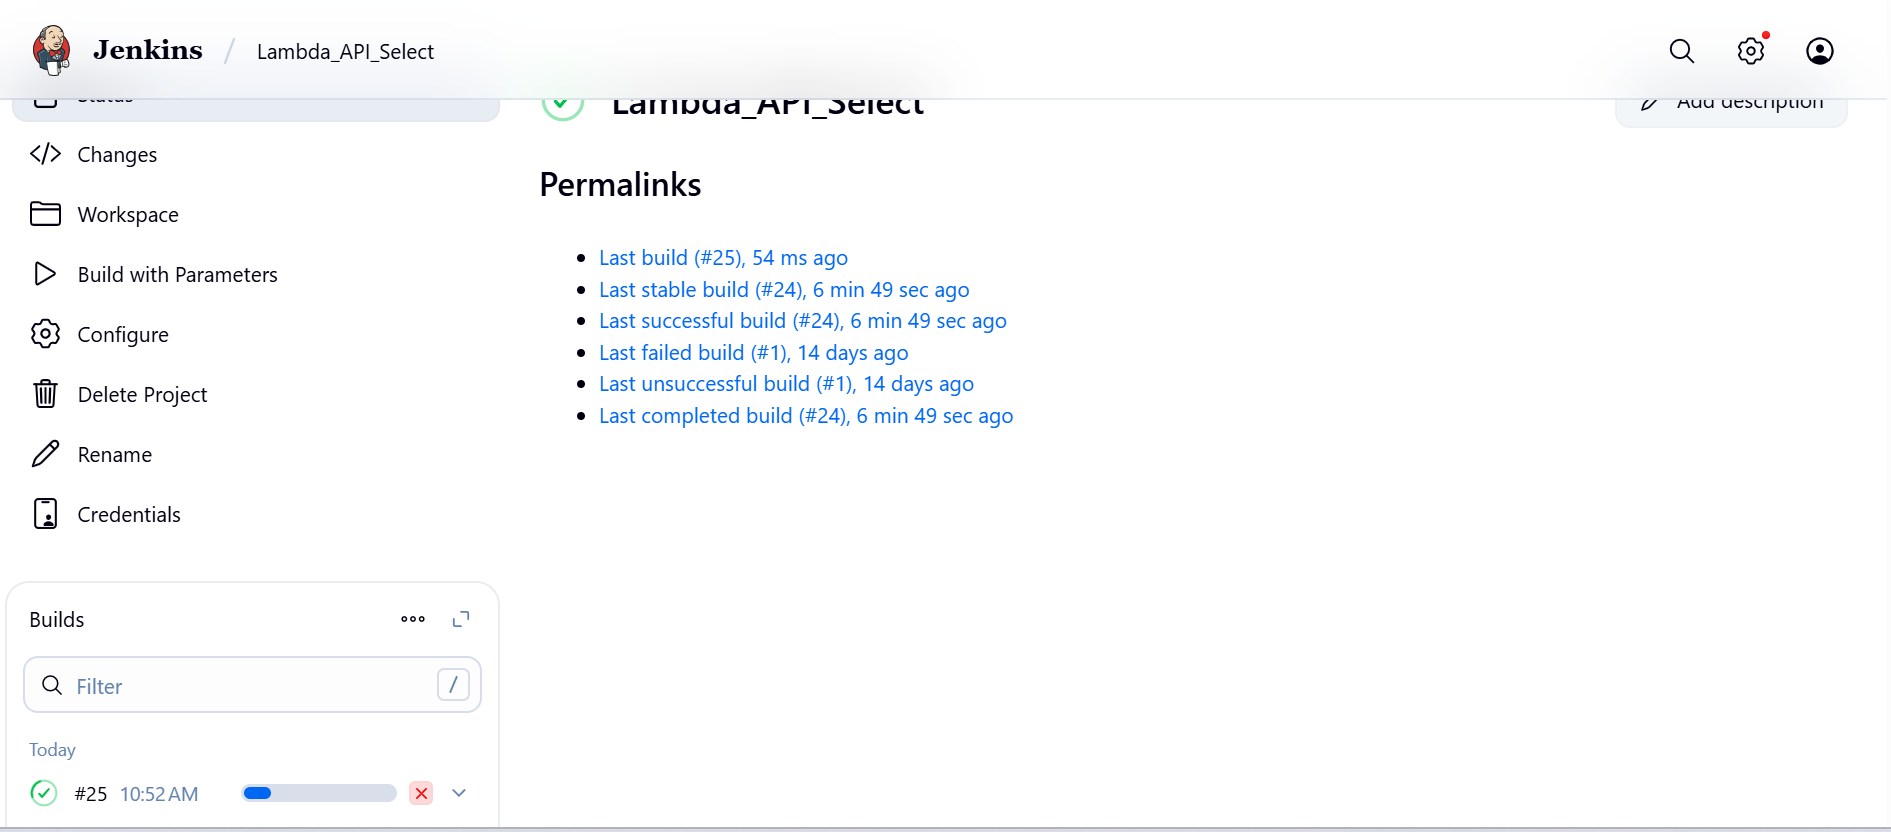 Jenkins / Lambda_API_Select
Status
Lambda_API_Select
Add description
Changes
Workspace
Build with Parameters
Configure
Delete Project
Rename
Credentials
Permalinks
Last build (#25), 54 ms ago
Last stable build (#24), 6 min 49 sec ago
Last successful build (#24), 6 min 49 sec ago
Last failed build (#1), 14 days ago
Last unsuccessful build (#1), 14 days ago
Last completed build (#24), 6 min 49 sec ago
Builds
Filter /
Today
#25 10:52 AM